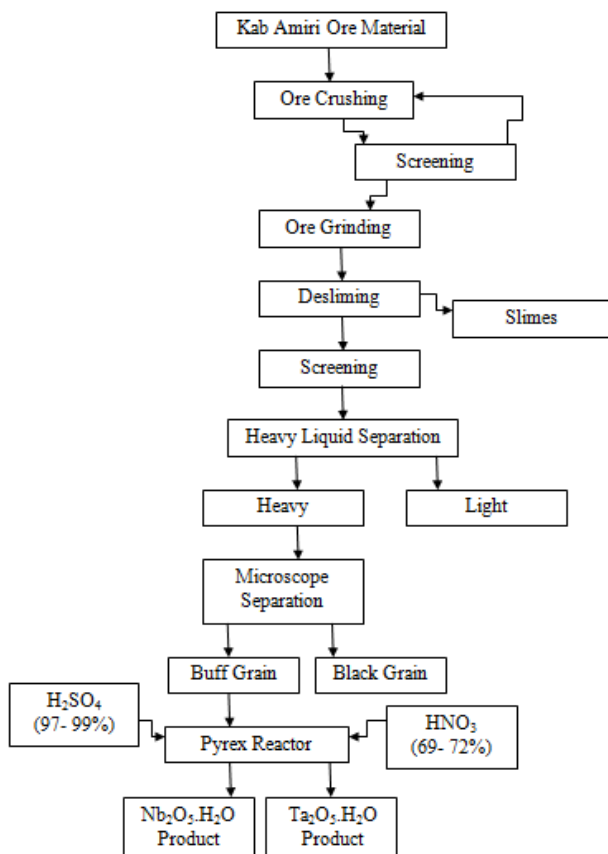 Kab Amiri Ore Material
Ore Crushing
Screening
Ore Grinding
Desliming
Slimes
Screening
Heavy Liquid Separation
Heavy
Light
Microscope
Separation
Buff Grain
Black Grain
H₂SO₄
(97- 99%)
HNO₃
(69- 72%)
Pyrex Reactor
Nb₂O₅.H₂O
Product
Ta₂O₅.H₂O
Product